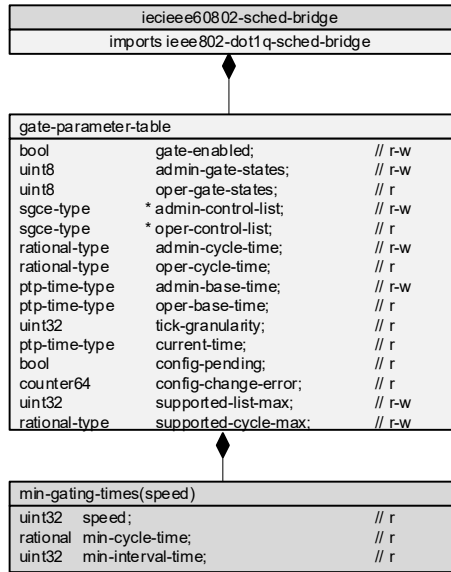 iecieee60802-sched-bridge
imports ieee802-dot1q-sched-bridge
gate-parameter-table
bool gate-enabled; // r-w
uint8 admin-gate-states; // r-w
uint8 oper-gate-states; // r
sgce-type * admin-control-list; // r-w
sgce-type * oper-control-list; // r
rational-type admin-cycle-time; // r-w
rational-type oper-cycle-time; // r
ptp-time-type admin-base-time; // r-w
ptp-time-type oper-base-time; // r
uint32 tick-granularity; // r
ptp-time-type current-time; // r
bool config-pending; // r
counter64 config-change-error; // r
uint32 supported-list-max; // r-w
rational-type supported-cycle-max; // r-w
min-gating-times(speed)
uint32 speed; // r
rational min-cycle-time; // r
uint32 min-interval-time; // r